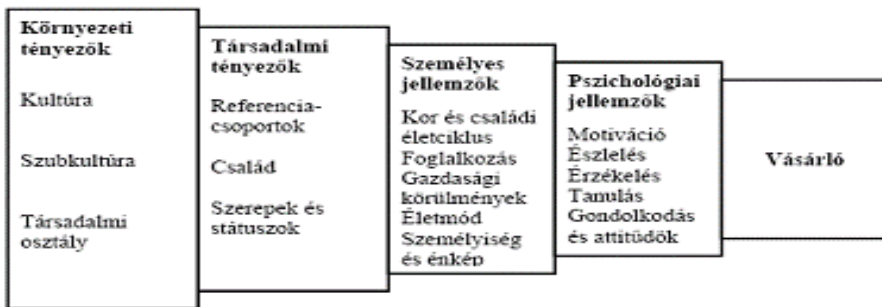 Környezeti
tényezők
Kultúra
Szubkultúra
Társadalmi
osztály
Társadalmi
tényezők
Referencia-
csoportok
Család
Szerepek és
státuszok
Személyes
jellemzők
Kor és családi
életciklus
Foglalkozás
Gazdasági
körülmények
Életmód
Személyiség
és énkép
Pszichológiai
jellemzők
Motiváció
Észlelés
Érzékelés
Tanulás
Gondolkodás
és attitűdök
Vásárló